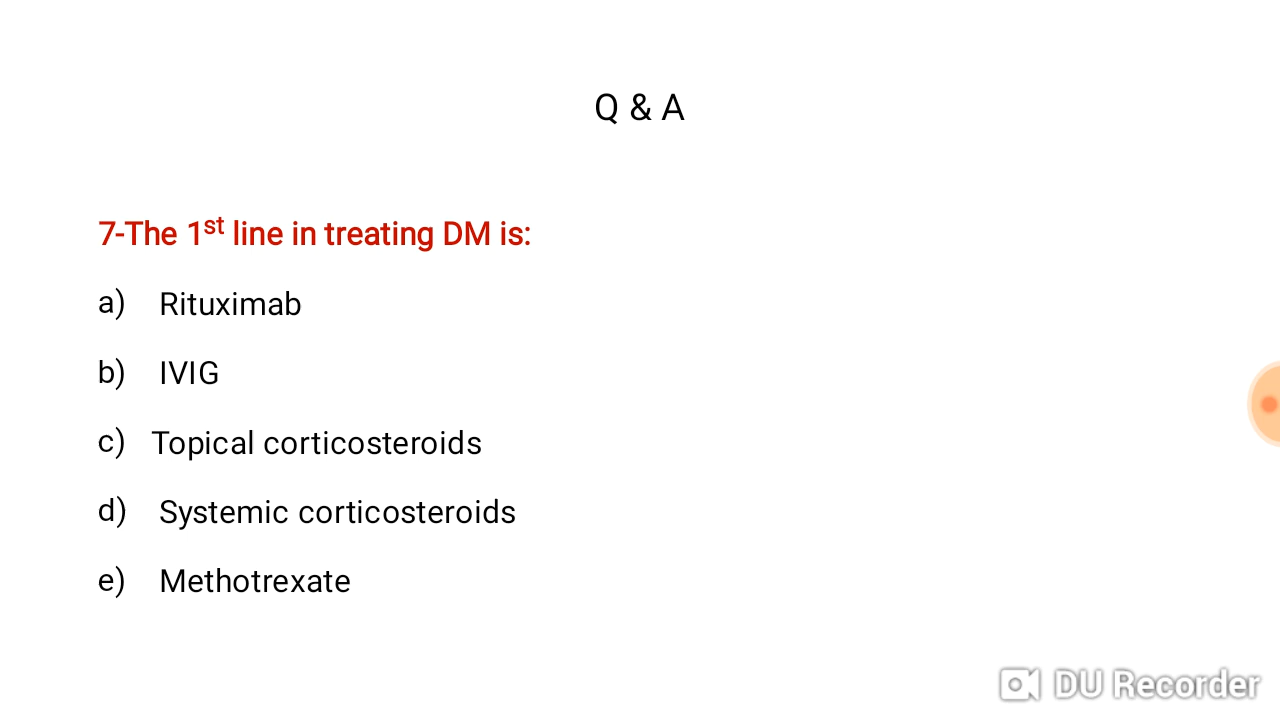 Q & A
7-The 1st line in treating DM is:
a) Rituximab
b) IVIG
c) Topical corticosteroids
d) Systemic corticosteroids
e) Methotrexate
DU Recorder